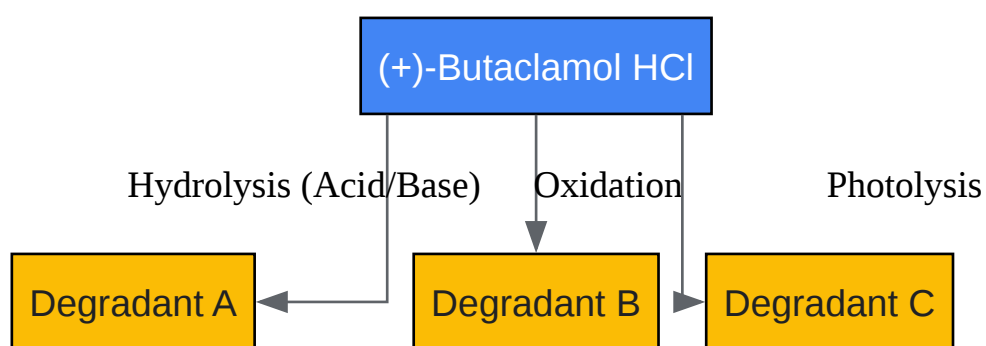 (+)-Butaclamol HCl
Hydrolysis (Acid/Base)
Oxidation
Photolysis
Degradant A
Degradant B
Degradant C